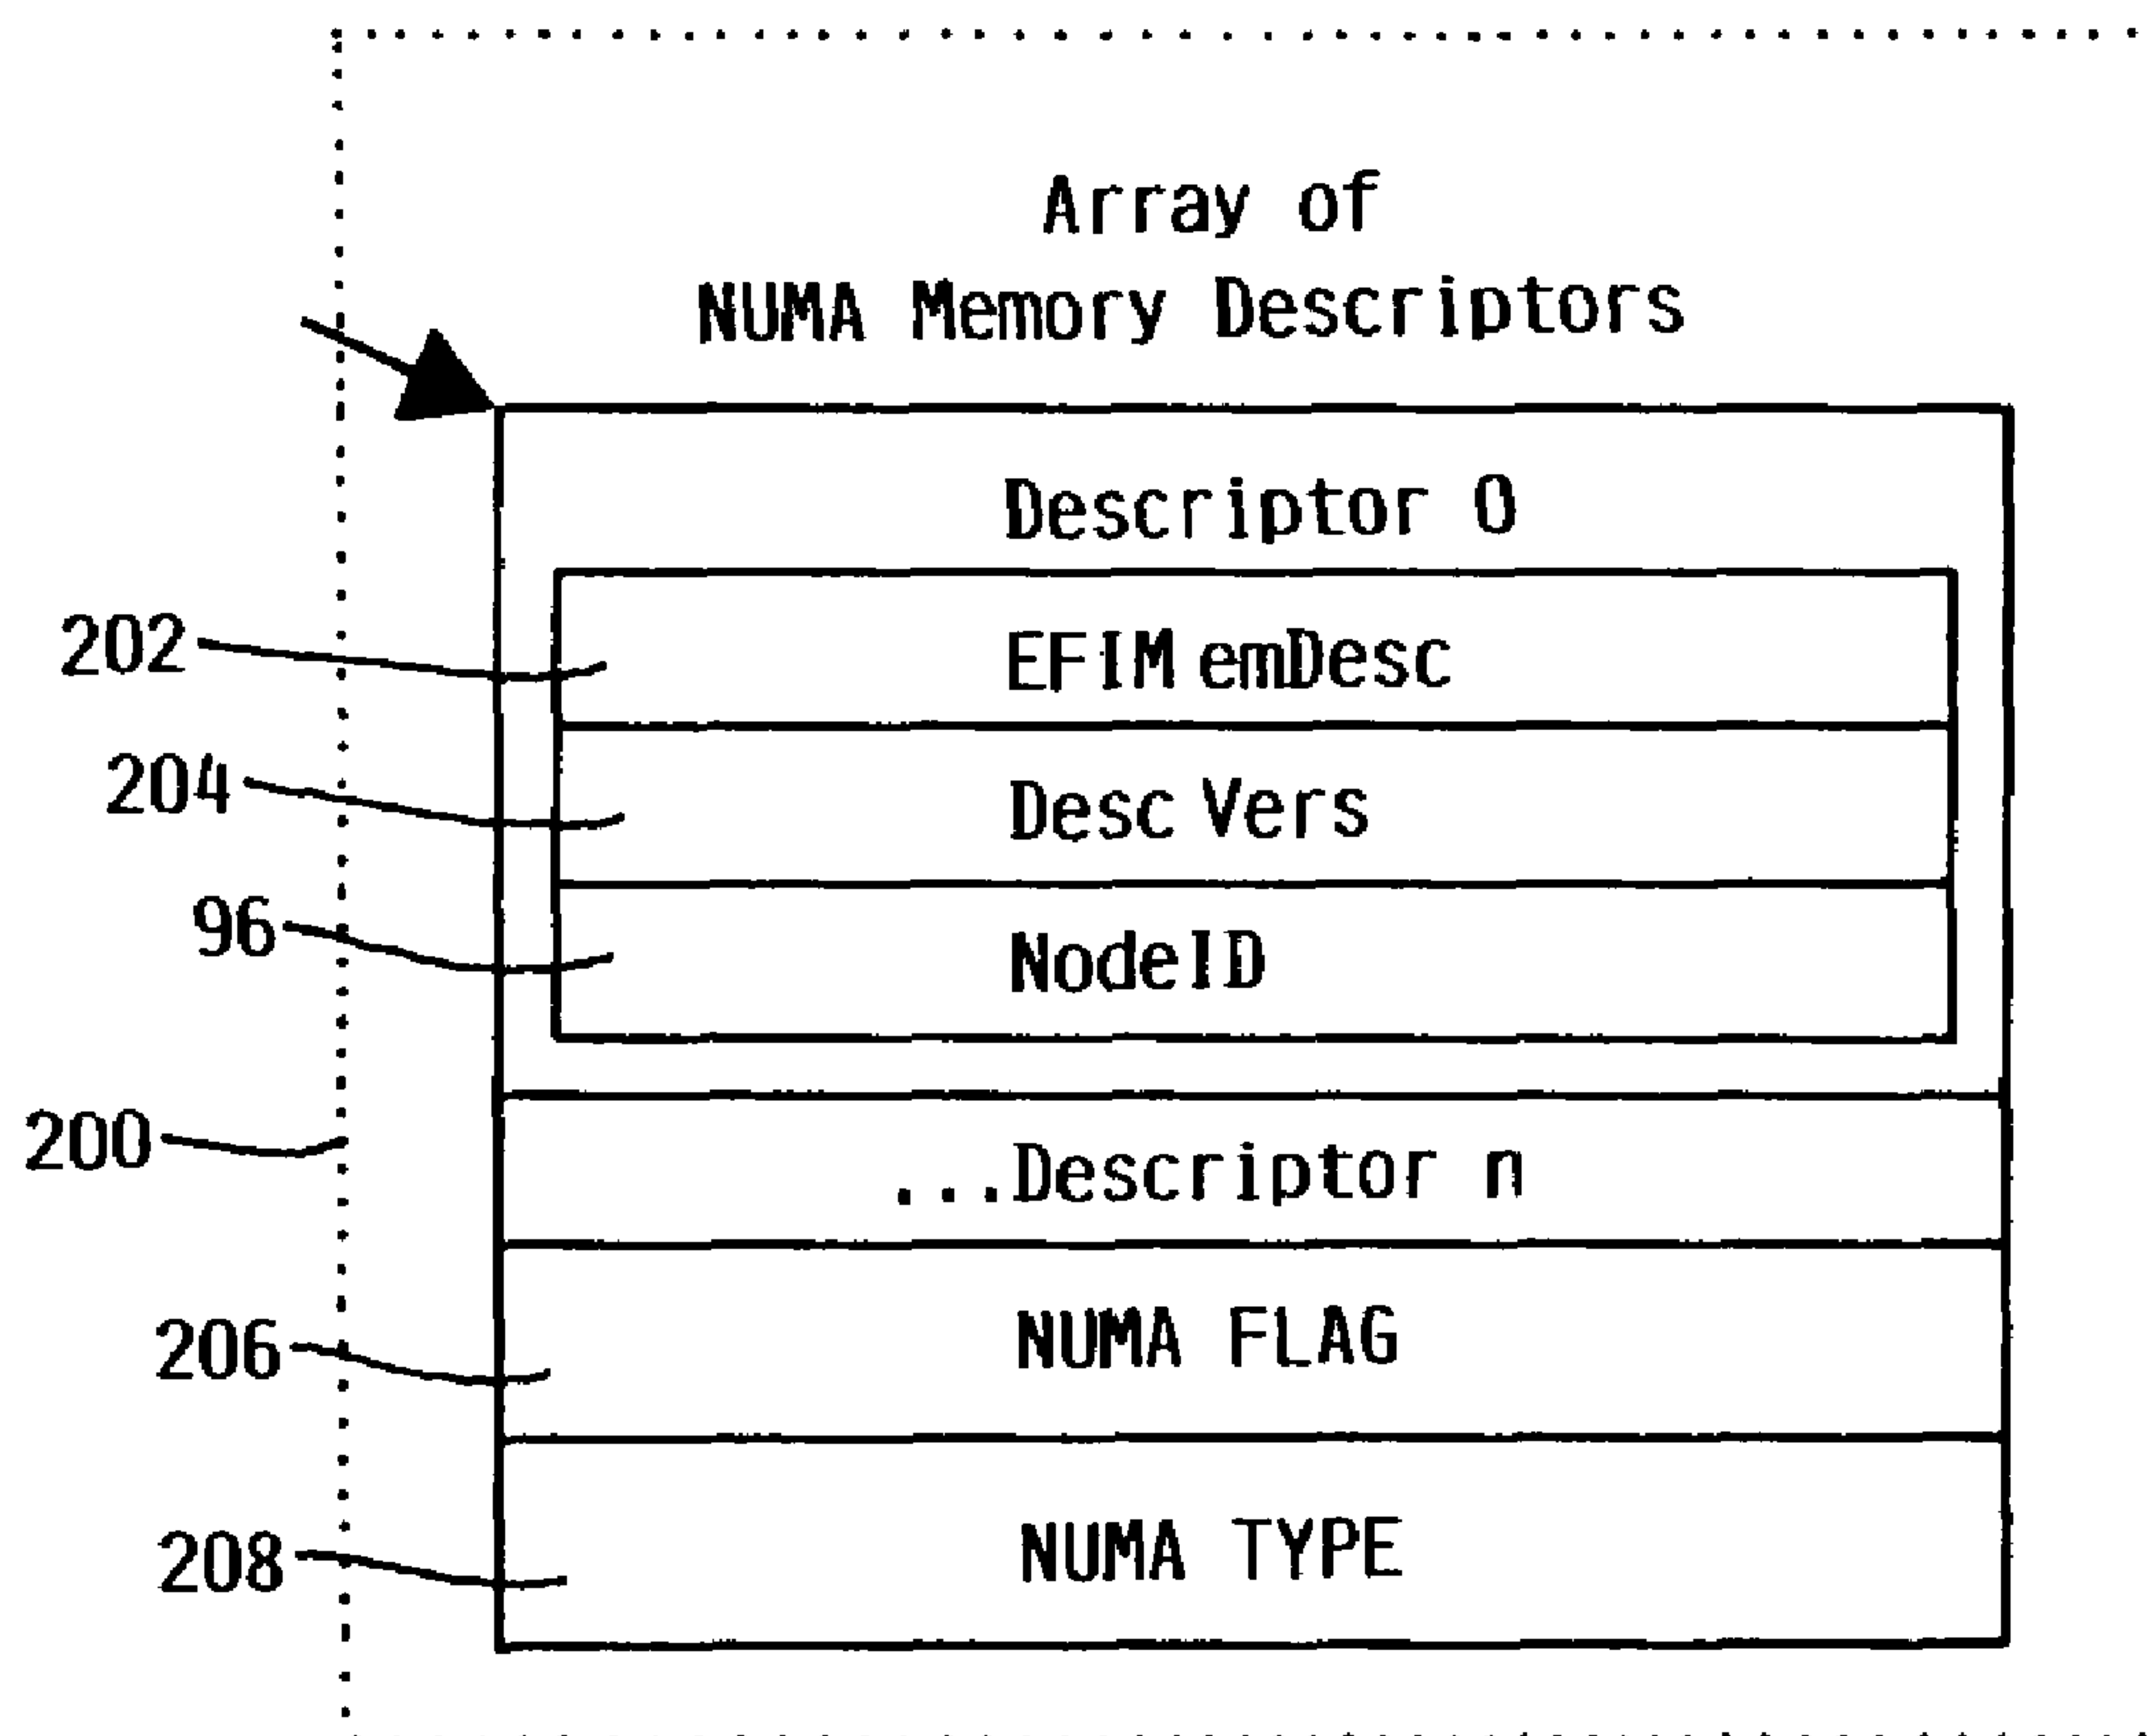 Array of
NUMA Memory Descriptors
Descriptor 0
202 EFIMemDesc
204 Desc Vers
96 NodeID
200 ...Descriptor n
206 NUMA FLAG
208 NUMA TYPE